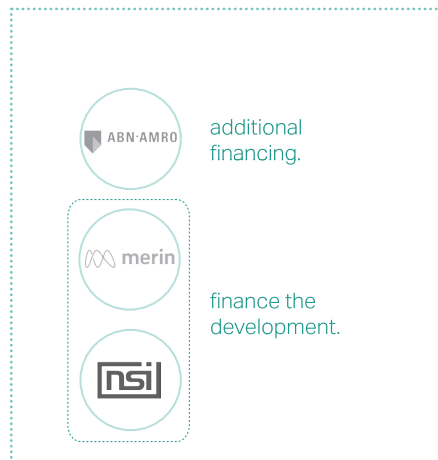 ABN·AMRO
additional
financing.
merin
finance the
development.
nsi